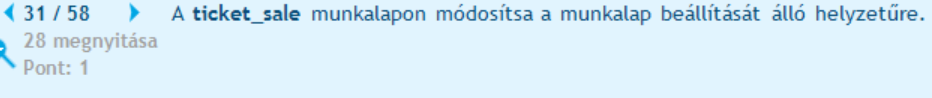 31 / 58 A ticket_sale munkalapon módosítsa a munkalap beállítását álló helyzetűre.
28 megnyitása
Pont: 1